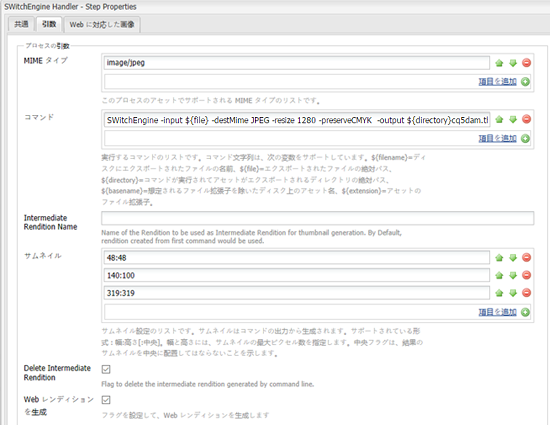 SWitchEngine Handler - Step Properties
共通 引数 Web に対応した画像
プロセスの引数
MIME タイプ
image/jpeg
項目を追加
このプロセスのアセットでサポートされる MIME タイプのリストです。
コマンド
SWitchEngine -input ${file} -destMime JPEG -resize 1280 -preserveCMYK -output ${directory}cq5dam.tl
項目を追加
実行するコマンドのリストです。コマンド文字列は、次の変数をサポートしています。${filename}=ディ
スクにエクスポートされたファイルの名前、${file}=エクスポートされたファイルの絶対パス、
${directory}=コマンドが実行されてアセットがエクスポートされるディレクトリの絶対パス、
${basename}=想定されるファイル拡張子を除いたディスク上のアセット名、${extension}=アセットの
ファイル拡張子。
Intermediate
Rendition Name
Name of the Rendition to be used as Intermediate Rendition for thumbnail generation. By Default,
rendition created from first command would be used.
サムネイル
48:48
140:100
319:319
項目を追加
サムネイル設定のリストです。サムネイルはコマンドの出力から生成されます。サポートされている形
式：幅:高さ[:中央]。幅と高さには、サムネイルの最大ピクセル数を指定します。中央フラグは、結果の
サムネイルを中央に配置してはならないことを示します。
Delete Intermediate
Rendition
Flag to delete the intermediate rendition generated by command line.
Web レンディション
を生成
フラグを設定して、Web レンディションを生成します